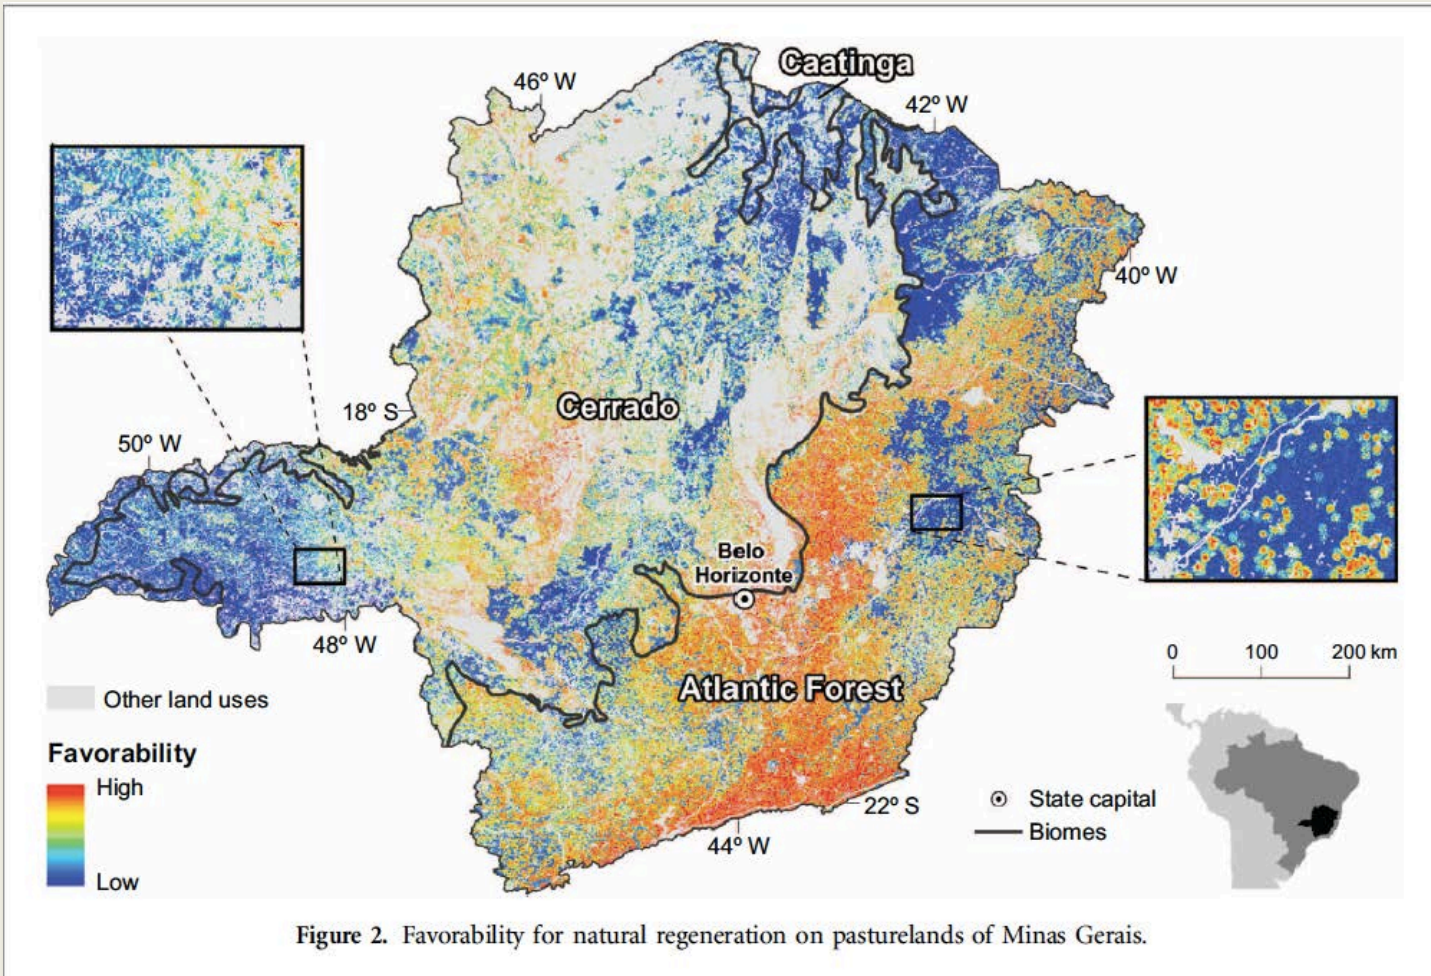 Caatinga
46º W
42º W
40º W
18º S
Cerrado
50º W
Belo
Horizonte
48º W
0 100 200 km
Atlantic Forest
Other land uses
Favorability
High
Low
22º S
44º W
State capital
Biomes
Figure 2. Favorability for natural regeneration on pasturelands of Minas Gerais.